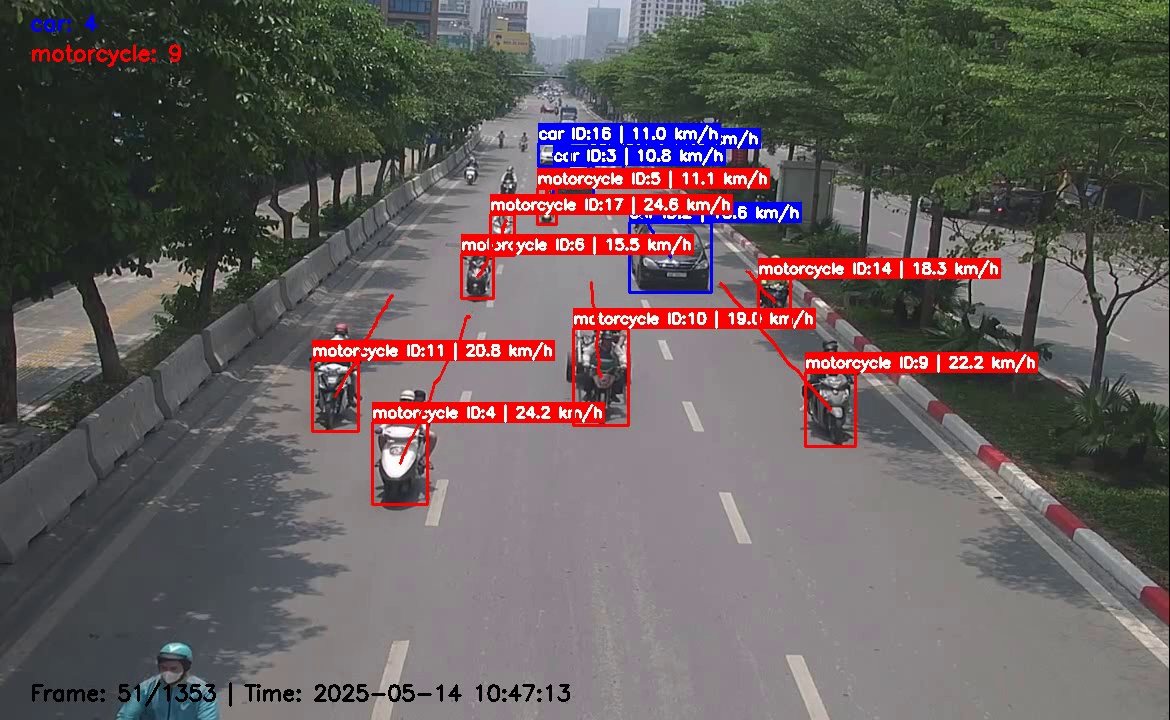 car: 4
motorcycle: 9
car ID:16 | 11.0 km/h
km/h
car ID:3 | 10.8 km/h
motorcycle ID:5 | 11.1 km/h
motorcycle ID:17 | 24.6 km/h
km/h
motorcycle ID:6 | 15.5 km/h
motorcycle ID:14 | 18.3 km/h
motorcycle ID:10 | 19.0 km/h
motorcycle ID:11 | 20.8 km/h
motorcycle ID:9 | 22.2 km/h
motorcycle ID:4 | 24.2 km/h
Frame: 51/1353 | Time: 2025-05-14 10:47:13